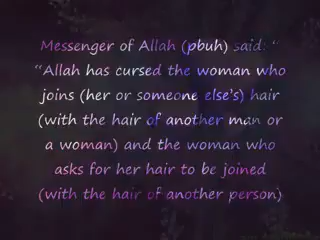 Messenger of Allah (pbuh) said: "
"Allah has cursed the woman who
joins (her or someone else's) hair
(with the hair of another man or
a woman) and the woman who
asks for her hair to be joined
(with the hair of another person)